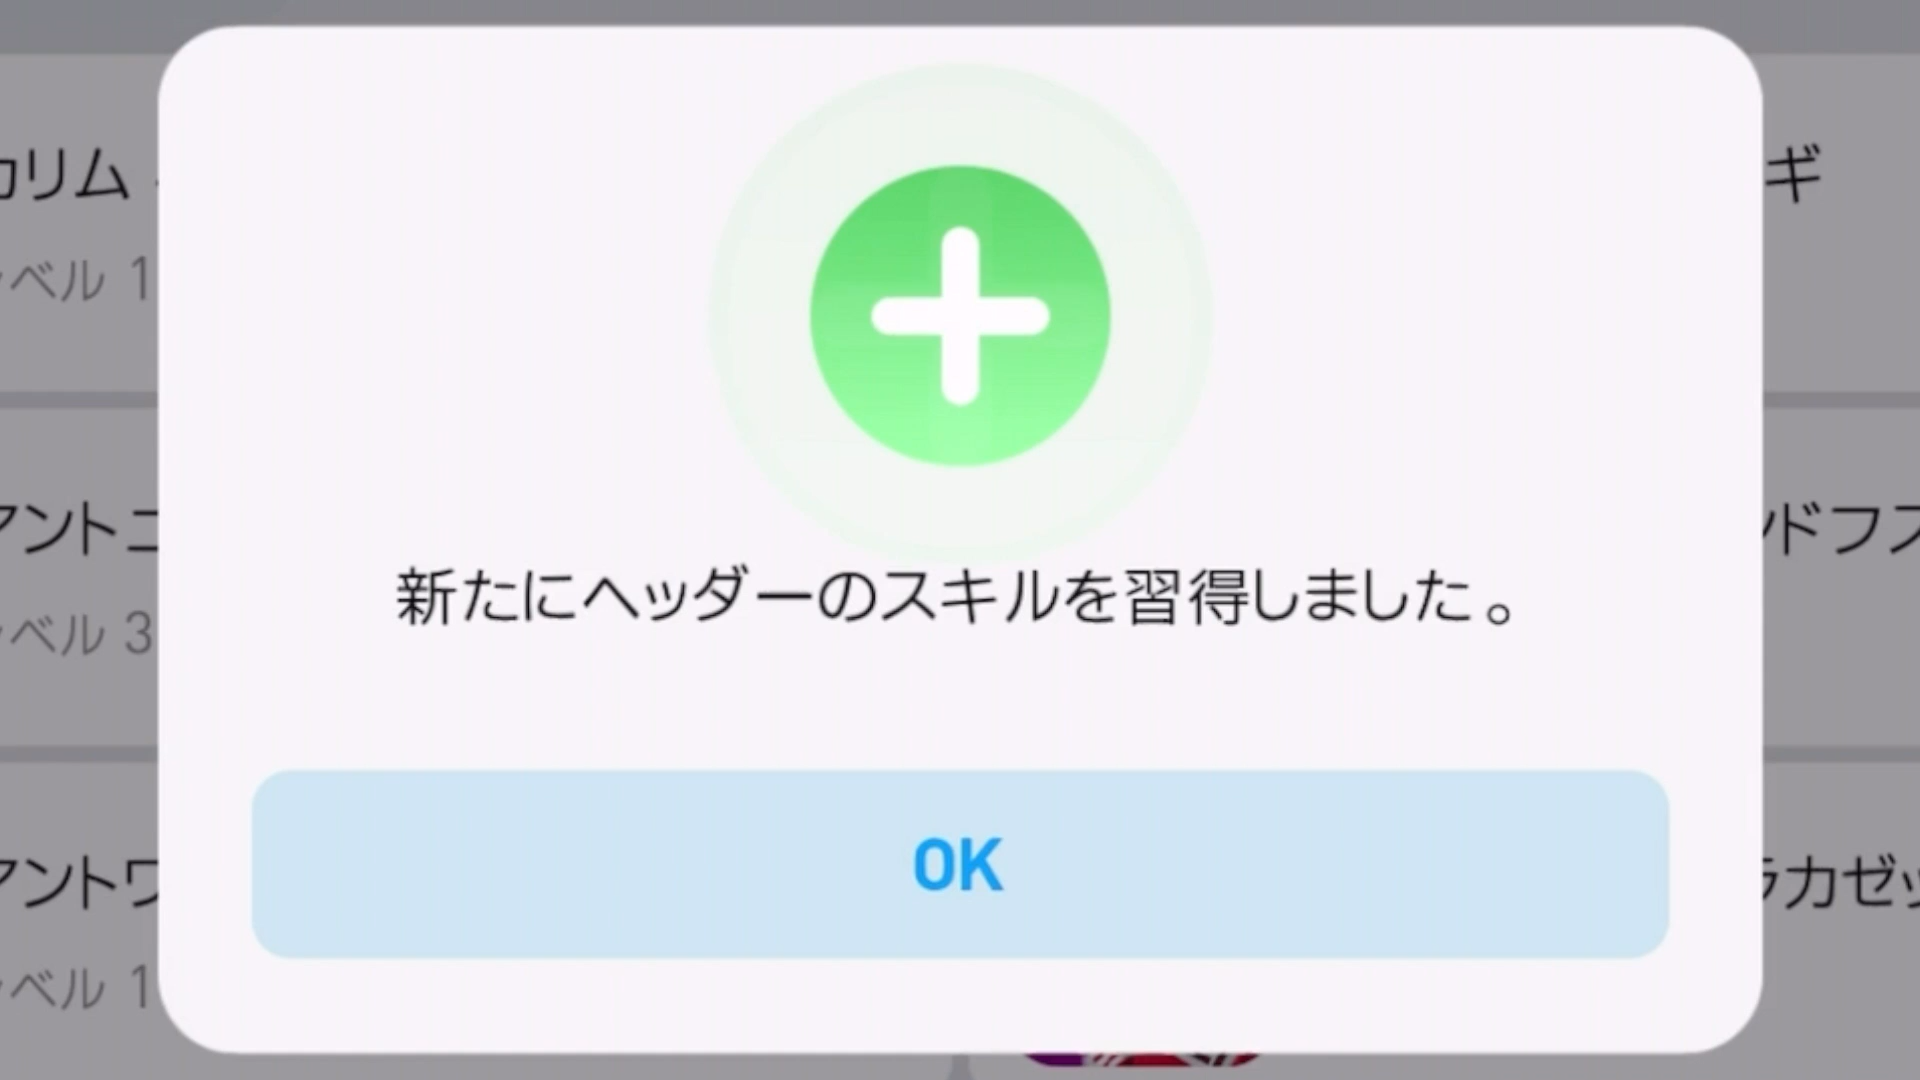 カリム
ギ
ベル 1
新たにヘッダーのスキルを習得しました。
アントニ
ドフス
ベル 3
OK
アントワ
ラカゼッ
ベル 1